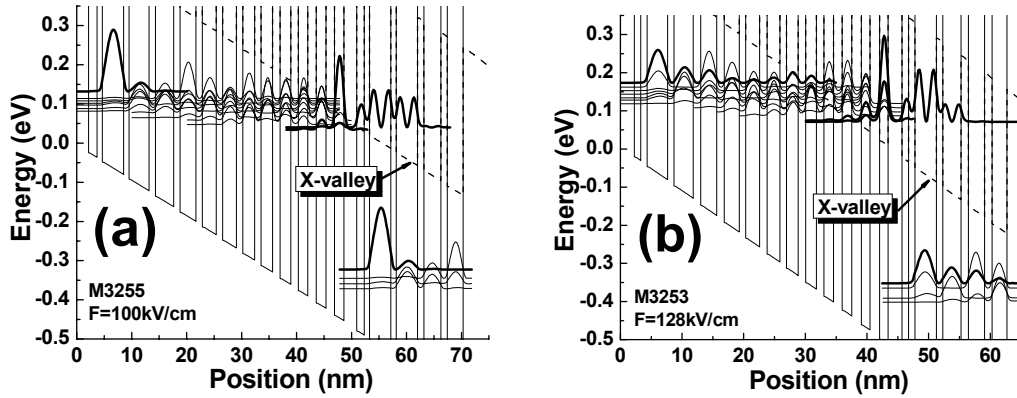 0.3
0.2
0.1
0.0
-0.1
-0.2
-0.3
-0.4
-0.5
Energy (eV)
X-valley
(a)
M3255
F=100kV/cm
0 10 20 30 40 50 60 70
Position (nm)
0.3
0.2
0.1
0.0
-0.1
-0.2
-0.3
-0.4
-0.5
Energy (eV)
X-valley
(b)
M3253
F=128kV/cm
0 10 20 30 40 50 60
Position (nm)